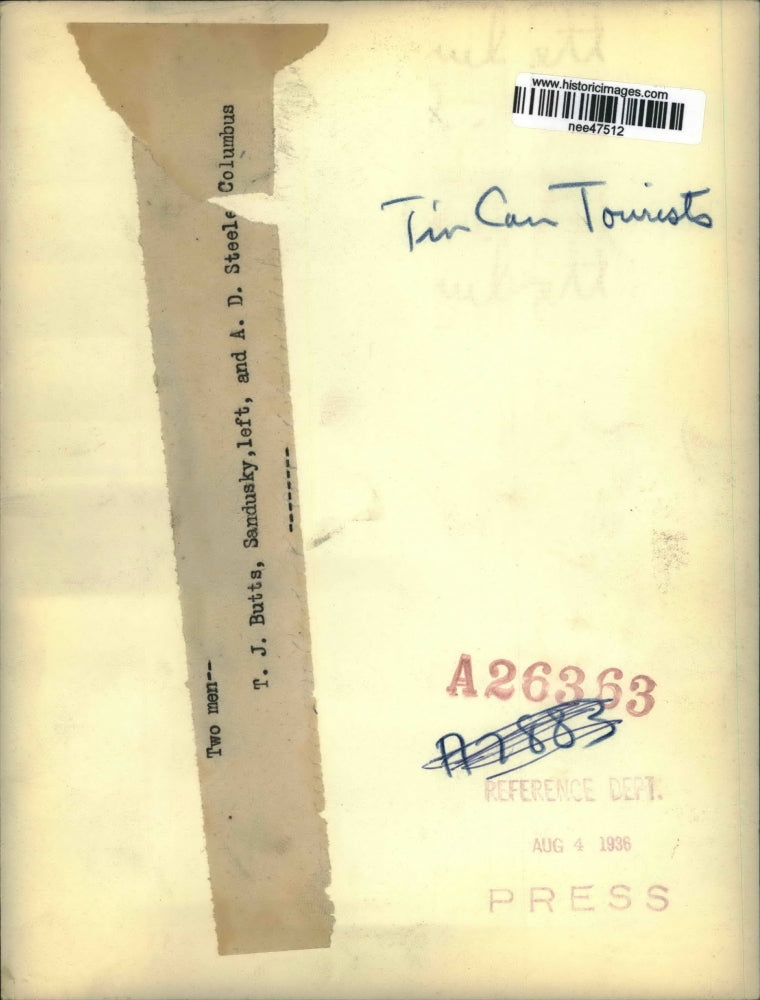 www.historicimages.com
nee47512
Tin Can Tourists
Two men--
T. J. Butts, Sandusky,left, and A. D. Steele Columbus
--------
A26363
A7883
REFERENCE DEPT.
AUG 4 1936
PRESS